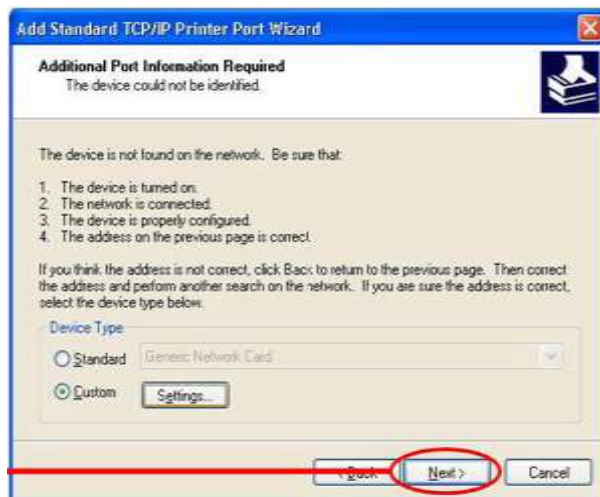 Add Standard TCP/IP Printer Port Wizard
Additional Port Information Required
The device could not be identified.
The device is not found on the network. Be sure that:
1. The device is turned on.
2. The network is connected.
3. The device is properly configured.
4. The address on the previous page is correct
If you think the address is not correct, click Back to return to the previous page. Then correct
the address and perform another search on the network. If you are sure the address is correct,
select the device type below.
Device Type
Standard
Generic Network Card
Custom
Settings...
< Back
Next >
Cancel